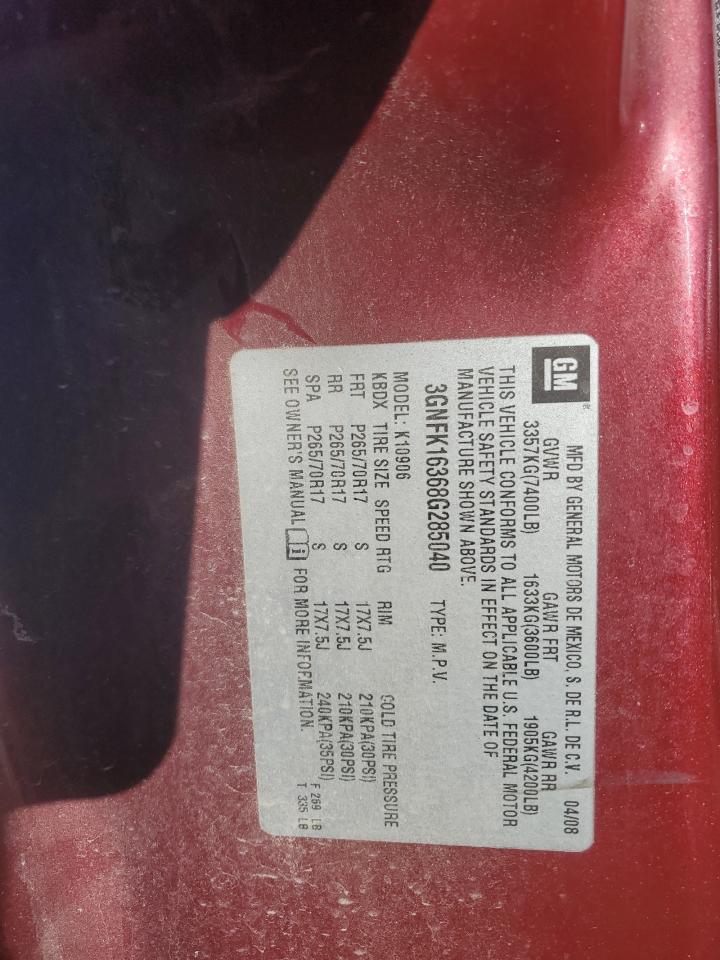 GM ®
MFD BY GENERAL MOTORS DE MEXICO, S. DE R.L. DE C.V. 04/08
GVWR GAWR FRT GAWR RR
3357KG(7400LB) 1633KG(3600LB) 1905KG(4200LB)
THIS VEHICLE CONFORMS TO ALL APPLICABLE U.S. FEDERAL MOTOR
VEHICLE SAFETY STANDARDS IN EFFECT ON THE DATE OF
MANUFACTURE SHOWN ABOVE.
3GNFK16368G285040 TYPE: M.P.V.
MODEL: K10906
KBDX TIRE SIZE SPEED RTG RIM COLD TIRE PRESSURE
FRT P265/70R17 S 17X7.5J 210KPA(30PSI)
RR P265/70R17 S 17X7.5J 210KPA(30PSI)
SPA P265/70R17 S 17X7.5J 240KPA(35PSI)
SEE OWNER'S MANUAL i FOR MORE INFORMATION.
F 269 LB
T 335 LB